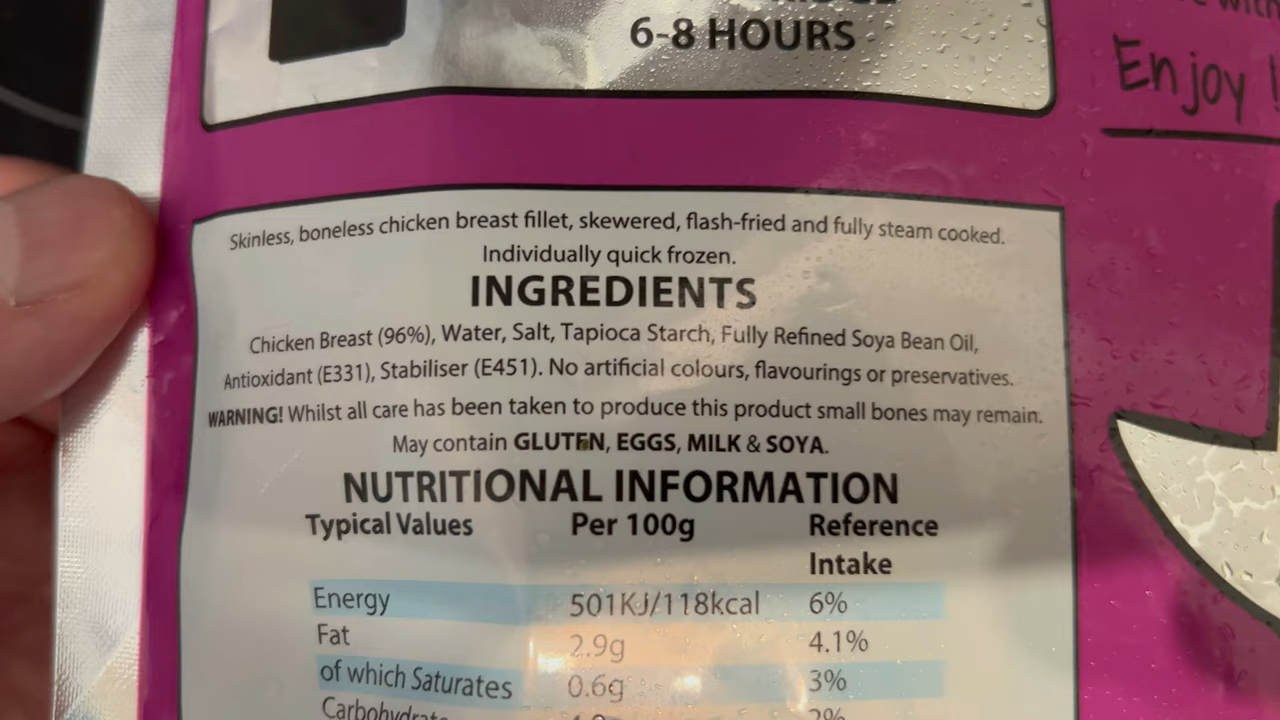 6-8 HOURS
Enjoy !
Skinless, boneless chicken breast fillet, skewered, flash-fried and fully steam cooked.
Individually quick frozen.
INGREDIENTS
Chicken Breast (96%), Water, Salt, Tapioca Starch, Fully Refined Soya Bean Oil,
Antioxidant (E331), Stabiliser (E451). No artificial colours, flavourings or preservatives.
WARNING! Whilst all care has been taken to produce this product small bones may remain.
May contain GLUTEN, EGGS, MILK & SOYA.
NUTRITIONAL INFORMATION
Typical Values Per 100g Reference
Intake
Energy 501KJ/118kcal 6%
Fat 2.9g 4.1%
of which Saturates 0.6g 3%